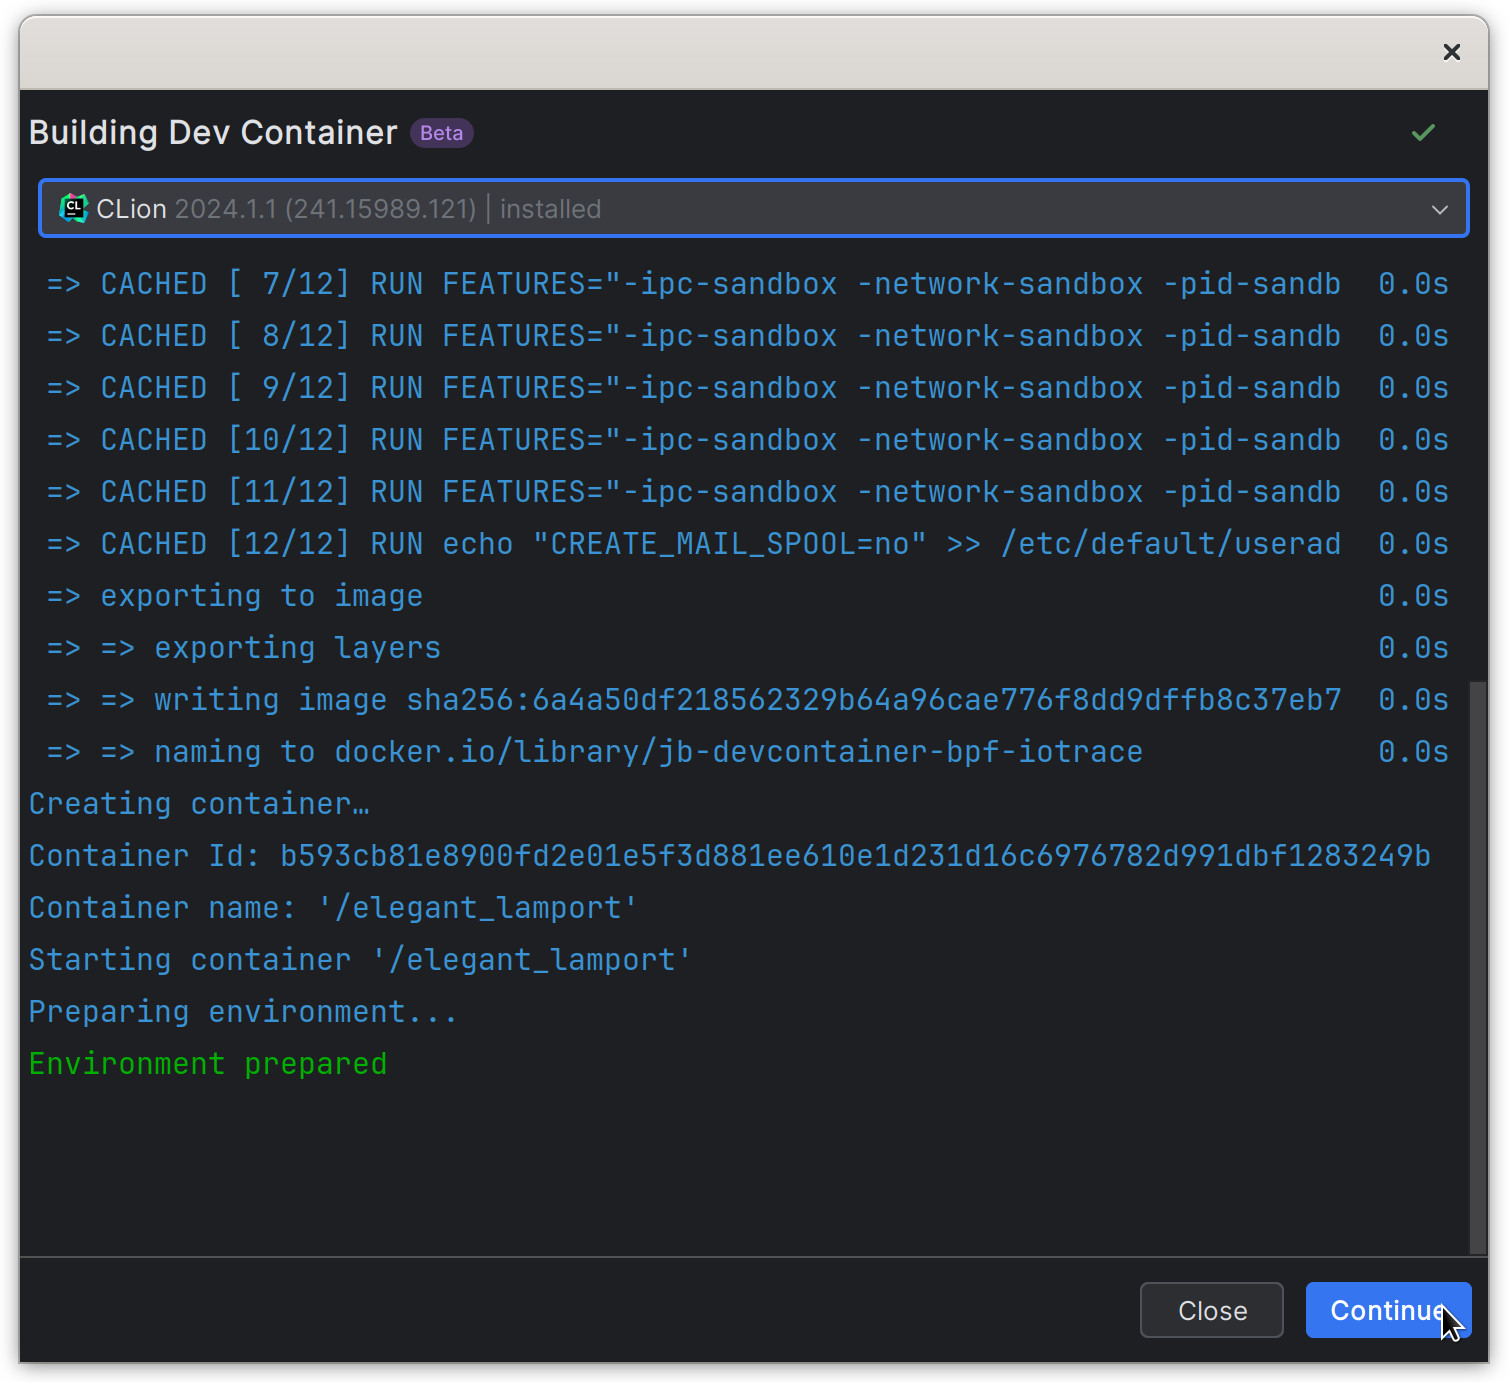 Building Dev Container Beta
CL CLion 2024.1.1 (241.15989.121) | installed
=> CACHED [ 7/12] RUN FEATURES="-ipc-sandbox -network-sandbox -pid-sandb 0.0s
=> CACHED [ 8/12] RUN FEATURES="-ipc-sandbox -network-sandbox -pid-sandb 0.0s
=> CACHED [ 9/12] RUN FEATURES="-ipc-sandbox -network-sandbox -pid-sandb 0.0s
=> CACHED [10/12] RUN FEATURES="-ipc-sandbox -network-sandbox -pid-sandb 0.0s
=> CACHED [11/12] RUN FEATURES="-ipc-sandbox -network-sandbox -pid-sandb 0.0s
=> CACHED [12/12] RUN echo "CREATE_MAIL_SPOOL=no" >> /etc/default/userad 0.0s
=> exporting to image 0.0s
=> => exporting layers 0.0s
=> => writing image sha256:6a4a50df218562329b64a96cae776f8dd9dffb8c37eb7 0.0s
=> => naming to docker.io/library/jb-devcontainer-bpf-iotrace 0.0s
Creating container…
Container Id: b593cb81e8900fd2e01e5f3d881ee610e1d231d16c6976782d991dbf1283249b
Container name: '/elegant_lamport'
Starting container '/elegant_lamport'
Preparing environment...
Environment prepared
Close Continue